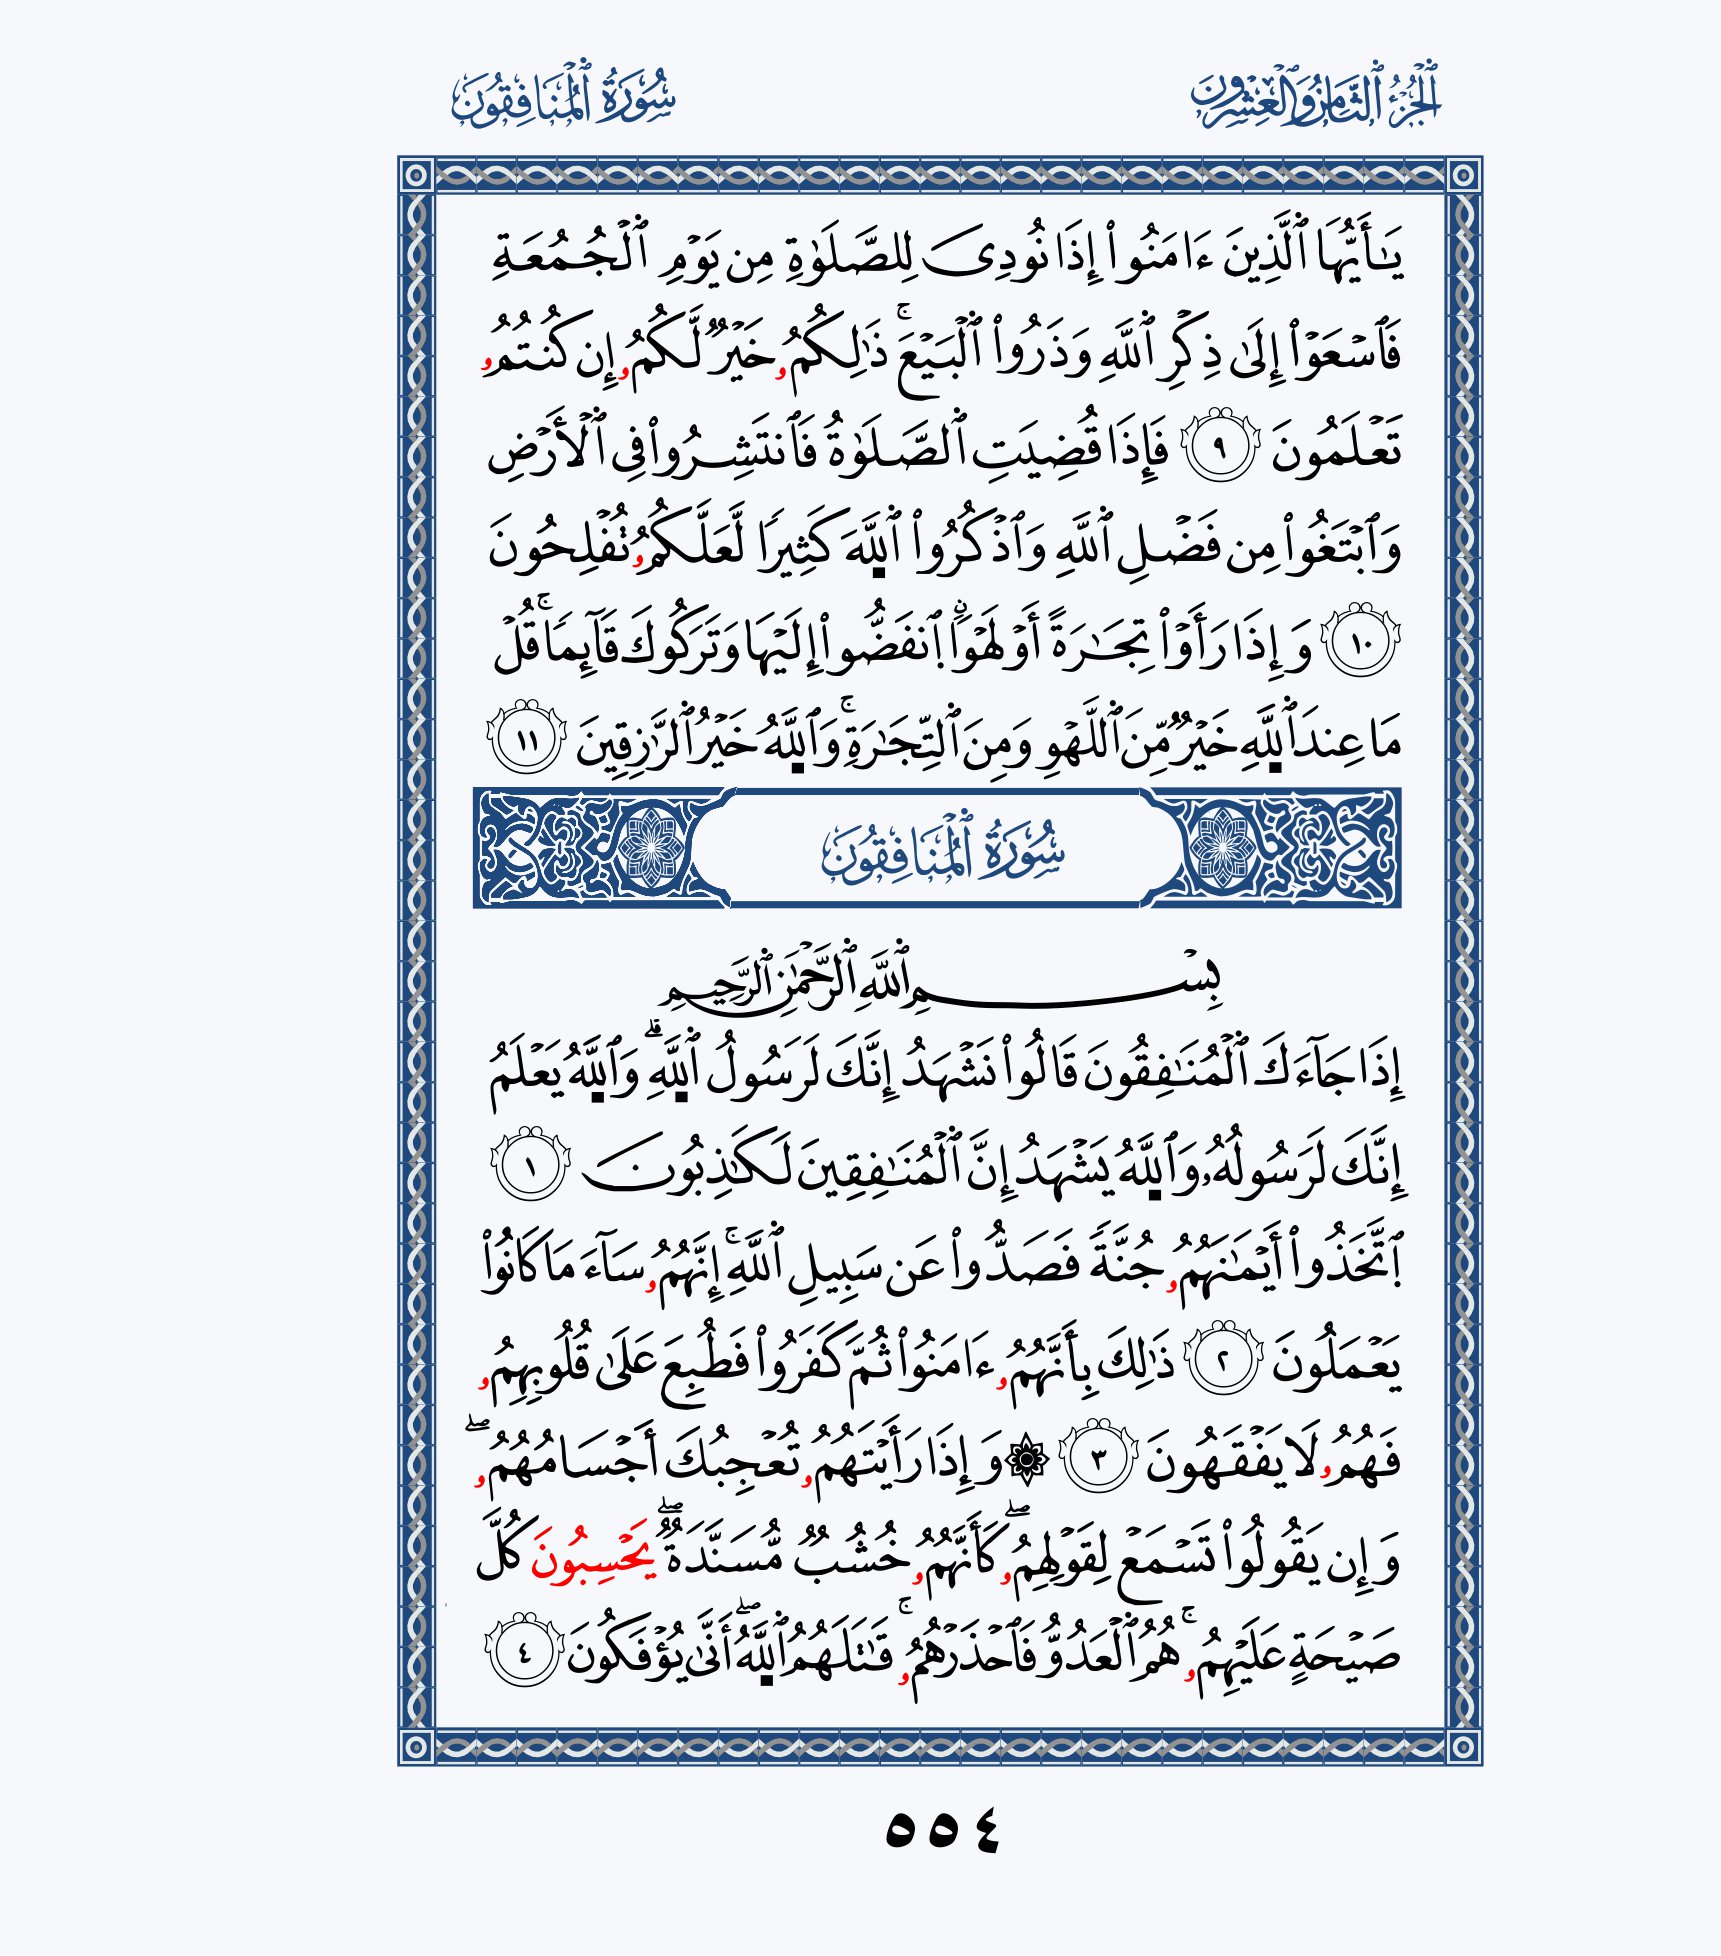 ٱلْجُزْءُ ٱلثَّامِنُ وَٱلْعِشْرُونَ
سُورَةُ ٱلْمُنَافِقُونَ
يَـٰٓأَيُّهَا ٱلَّذِينَ ءَامَنُوٓا۟ إِذَا نُودِىَ لِلصَّلَوٰةِ مِن يَوْمِ ٱلْجُمُعَةِ
فَٱسْعَوْا۟ إِلَىٰ ذِكْرِ ٱللَّهِ وَذَرُوا۟ ٱلْبَيْعَ ۚ ذَٰلِكُمُۥ خَيْرٌ لَّكُمُۥ إِن كُنتُمُۥ
تَعْلَمُونَ ٩ فَإِذَا قُضِيَتِ ٱلصَّلَوٰةُ فَٱنتَشِرُوا۟ فِى ٱلْأَرْضِ
وَٱبْتَغُوا۟ مِن فَضْلِ ٱللَّهِ وَٱذْكُرُوا۟ ٱللَّهَ كَثِيرًا لَّعَلَّكُمُۥ تُفْلِحُونَ
١٠ وَإِذَا رَأَوْا۟ تِجَـٰرَةً أَوْ لَهْوًا ٱنفَضُّوٓا۟ إِلَيْهَا وَتَرَكُوكَ قَآئِمًا ۚ قُلْ
مَا عِندَ ٱللَّهِ خَيْرٌ مِّنَ ٱللَّهْوِ وَمِنَ ٱلتِّجَـٰرَةِ ۚ وَٱللَّهُ خَيْرُ ٱلرَّٰزِقِينَ ١١
سُورَةُ ٱلْمُنَافِقُونَ
بِسْمِ ٱللَّهِ ٱلرَّحْمَـٰنِ ٱلرَّحِيمِ
إِذَا جَآءَكَ ٱلْمُنَـٰفِقُونَ قَالُوا۟ نَشْهَدُ إِنَّكَ لَرَسُولُ ٱللَّهِ ۗ وَٱللَّهُ يَعْلَمُ
إِنَّكَ لَرَسُولُهُۥ وَٱللَّهُ يَشْهَدُ إِنَّ ٱلْمُنَـٰفِقِينَ لَكَـٰذِبُونَ ١
ٱتَّخَذُوٓا۟ أَيْمَـٰنَهُمُۥ جُنَّةً فَصَدُّوا۟ عَن سَبِيلِ ٱللَّهِ ۚ إِنَّهُمُۥ سَآءَ مَا كَانُوا۟
يَعْمَلُونَ ٢ ذَٰلِكَ بِأَنَّهُمُۥ ءَامَنُوا۟ ثُمَّ كَفَرُوا۟ فَطُبِعَ عَلَىٰ قُلُوبِهِمُۥ
فَهُمُۥ لَا يَفْقَهُونَ ٣ ۞ وَإِذَا رَأَيْتَهُمُۥ تُعْجِبُكَ أَجْسَامُهُمُۥ ۖ
وَإِن يَقُولُوا۟ تَسْمَعْ لِقَوْلِهِمُۥ ۖ كَأَنَّهُمُۥ خُشُبٌ مُّسَنَّدَةٌ ۖ يَحْسِبُونَ كُلَّ
صَيْحَةٍ عَلَيْهِمُۥ ۚ هُمُ ٱلْعَدُوُّ فَٱحْذَرْهُمُۥ ۚ قَـٰتَلَهُمُ ٱللَّهُ ۖ أَنَّىٰ يُؤْفَكُونَ ٤
٥٥٤